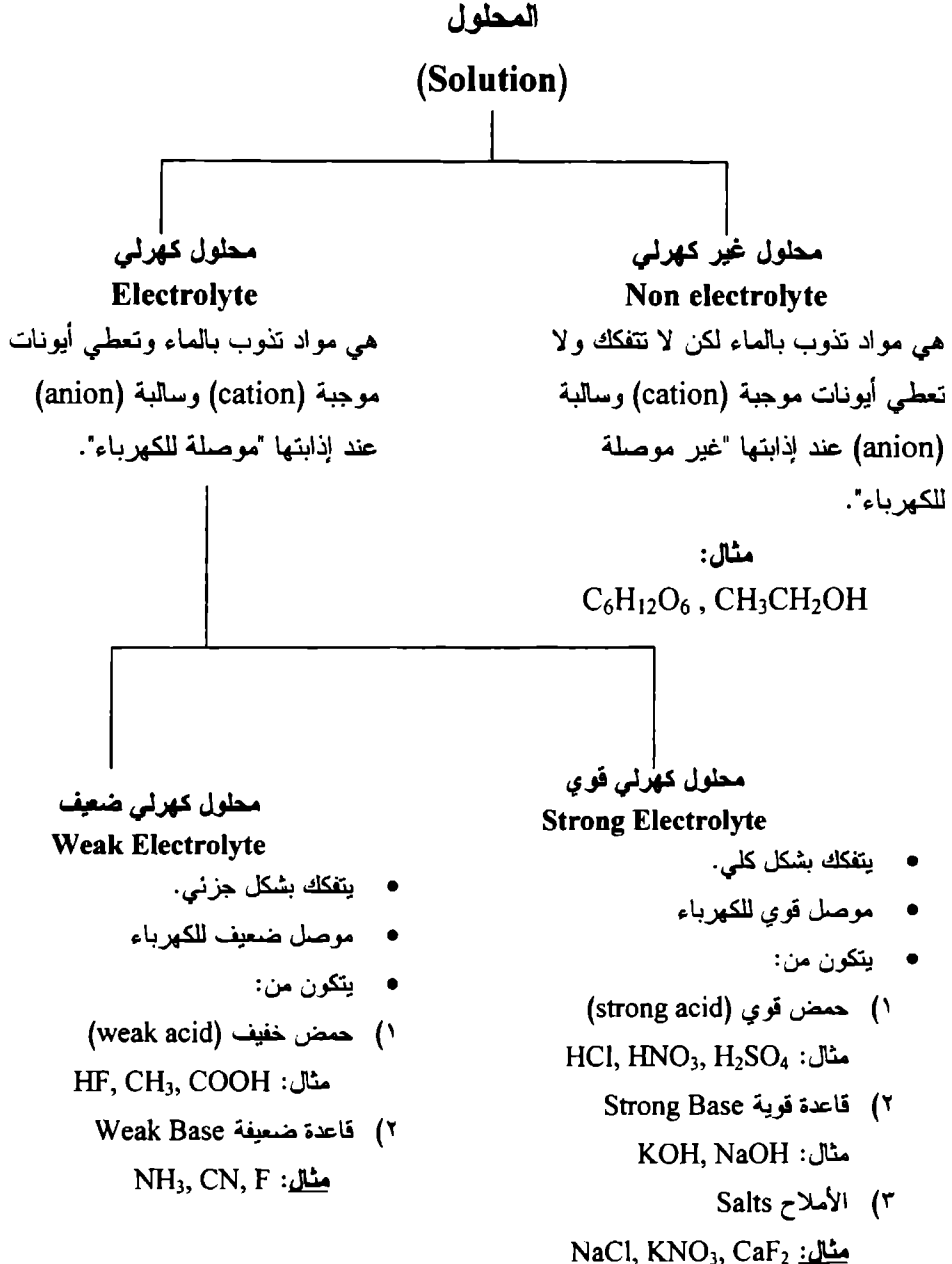 المحلول
(Solution)
محلول غير كهرلي
Non electrolyte
هي مواد تذوب بالماء لكن لا تتفكك ولا
تعطي أيونات موجبة (cation) وسالبة
(anion) عند إذابتها "غير موصلة
للكهرباء".
مثال:
C₆H₁₂O₆ , CH₃CH₂OH
محلول كهرلي
Electrolyte
هي مواد تذوب بالماء وتعطي أيونات
موجبة (cation) وسالبة (anion)
عند إذابتها "موصلة للكهرباء".
محلول كهرلي قوي
Strong Electrolyte
• يتفكك بشكل كلي.
• موصل قوي للكهرباء
• يتكون من:
١) حمض قوي (strong acid)
مثال: HCl, HNO₃, H₂SO₄
٢) قاعدة قوية Strong Base
مثال: KOH, NaOH
٣) الأملاح Salts
مثال: NaCl, KNO₃, CaF₂
محلول كهرلي ضعيف
Weak Electrolyte
• يتفكك بشكل جزئي.
• موصل ضعيف للكهرباء
• يتكون من:
١) حمض خفيف (weak acid)
مثال: HF, CH₃, COOH
٢) قاعدة ضعيفة Weak Base
مثال: NH₃, CN, F